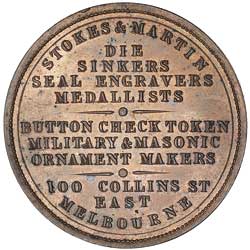 STOKES & MARTIN
DIE
SINKERS
SEAL ENGRAVERS
MEDALLISTS
BUTTON CHECK TOKEN
MILITARY & MASONIC
ORNAMENT MAKERS
100 COLLINS ST
EAST
MELBOURNE